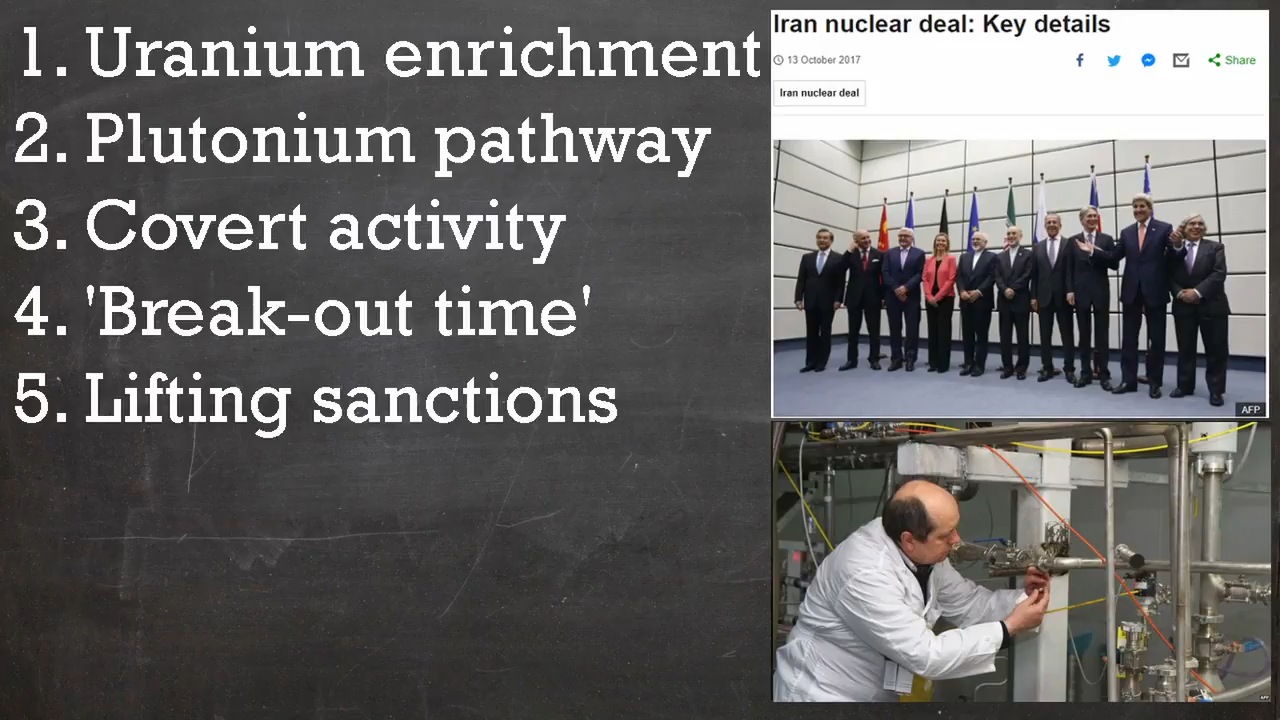 1. Uranium enrichment
2. Plutonium pathway
3. Covert activity
4. 'Break-out time'
5. Lifting sanctions
Iran nuclear deal: Key details
13 October 2017
Share
Iran nuclear deal
AFP
AFP